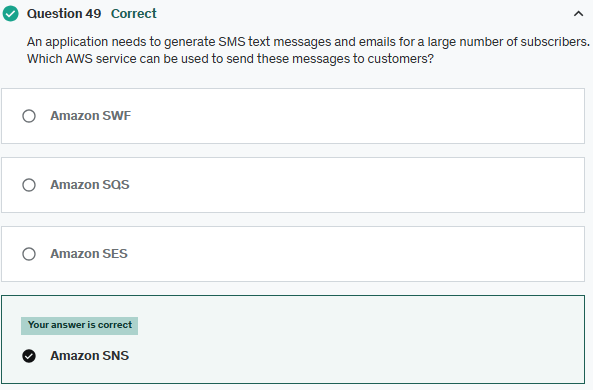 Question 49 Correct
An application needs to generate SMS text messages and emails for a large number of subscribers.
Which AWS service can be used to send these messages to customers?
Amazon SWF
Amazon SQS
Amazon SES
Your answer is correct
Amazon SNS